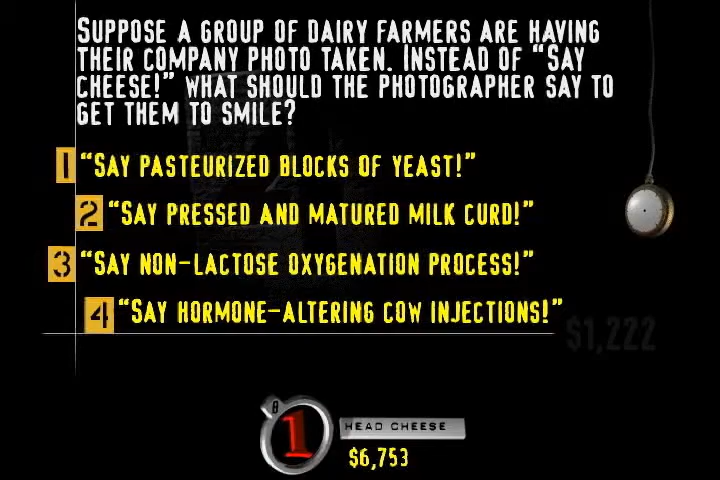 Suppose a group of dairy farmers are having
their company photo taken. Instead of “Say
cheese!” what should the photographer say to
get them to smile?
1 “Say pasteurized blocks of yeast!”
2 “Say pressed and matured milk curd!”
3 “Say non-lactose oxygenation process!”
4 “Say hormone-altering cow injections!”
$1,222
8
1 HEAD CHEESE
$6,753